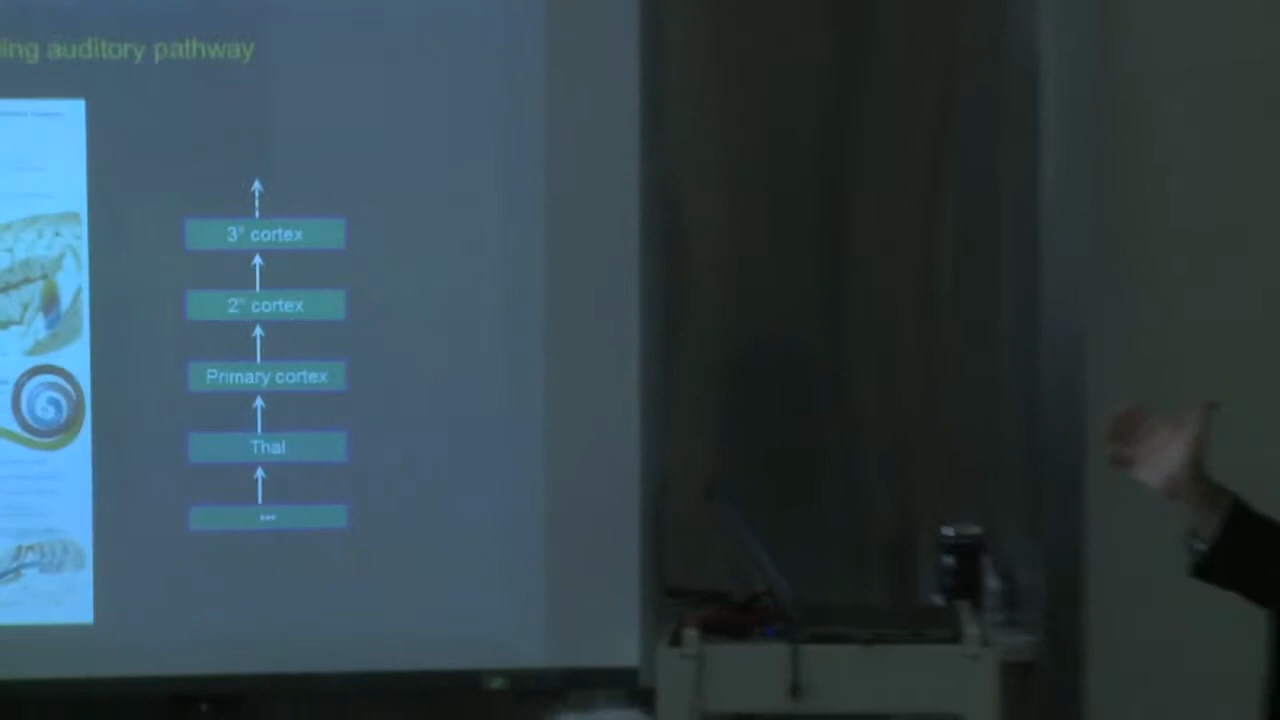 ing auditory pathway
3° cortex
2° cortex
Primary cortex
Thal
...